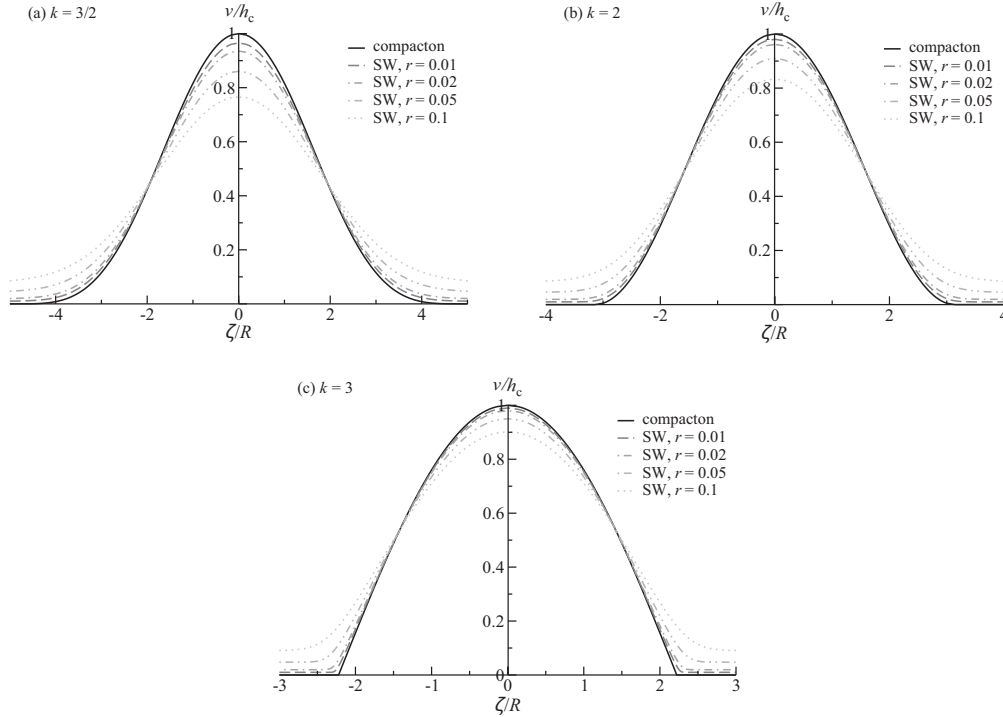 (a) k = 3/2
v/h_c
1
0.8
0.6
0.4
0.2
-4
-2
0
2
4
ζ/R
compacton
SW, r = 0.01
SW, r = 0.02
SW, r = 0.05
SW, r = 0.1
(b) k = 2
v/h_c
1
0.8
0.6
0.4
0.2
-4
-2
0
2
4
ζ/R
compacton
SW, r = 0.01
SW, r = 0.02
SW, r = 0.05
SW, r = 0.1
(c) k = 3
v/h_c
1
0.8
0.6
0.4
0.2
0
-3
-2
-1
0
1
2
3
ζ/R
compacton
SW, r = 0.01
SW, r = 0.02
SW, r = 0.05
SW, r = 0.1